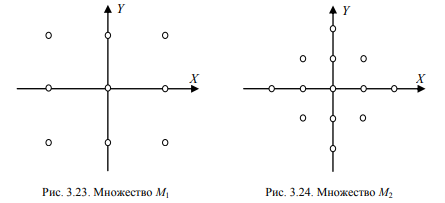 Y
Y
X
X
Рис. 3.23. Множество M₁
Рис. 3.24. Множество M₂